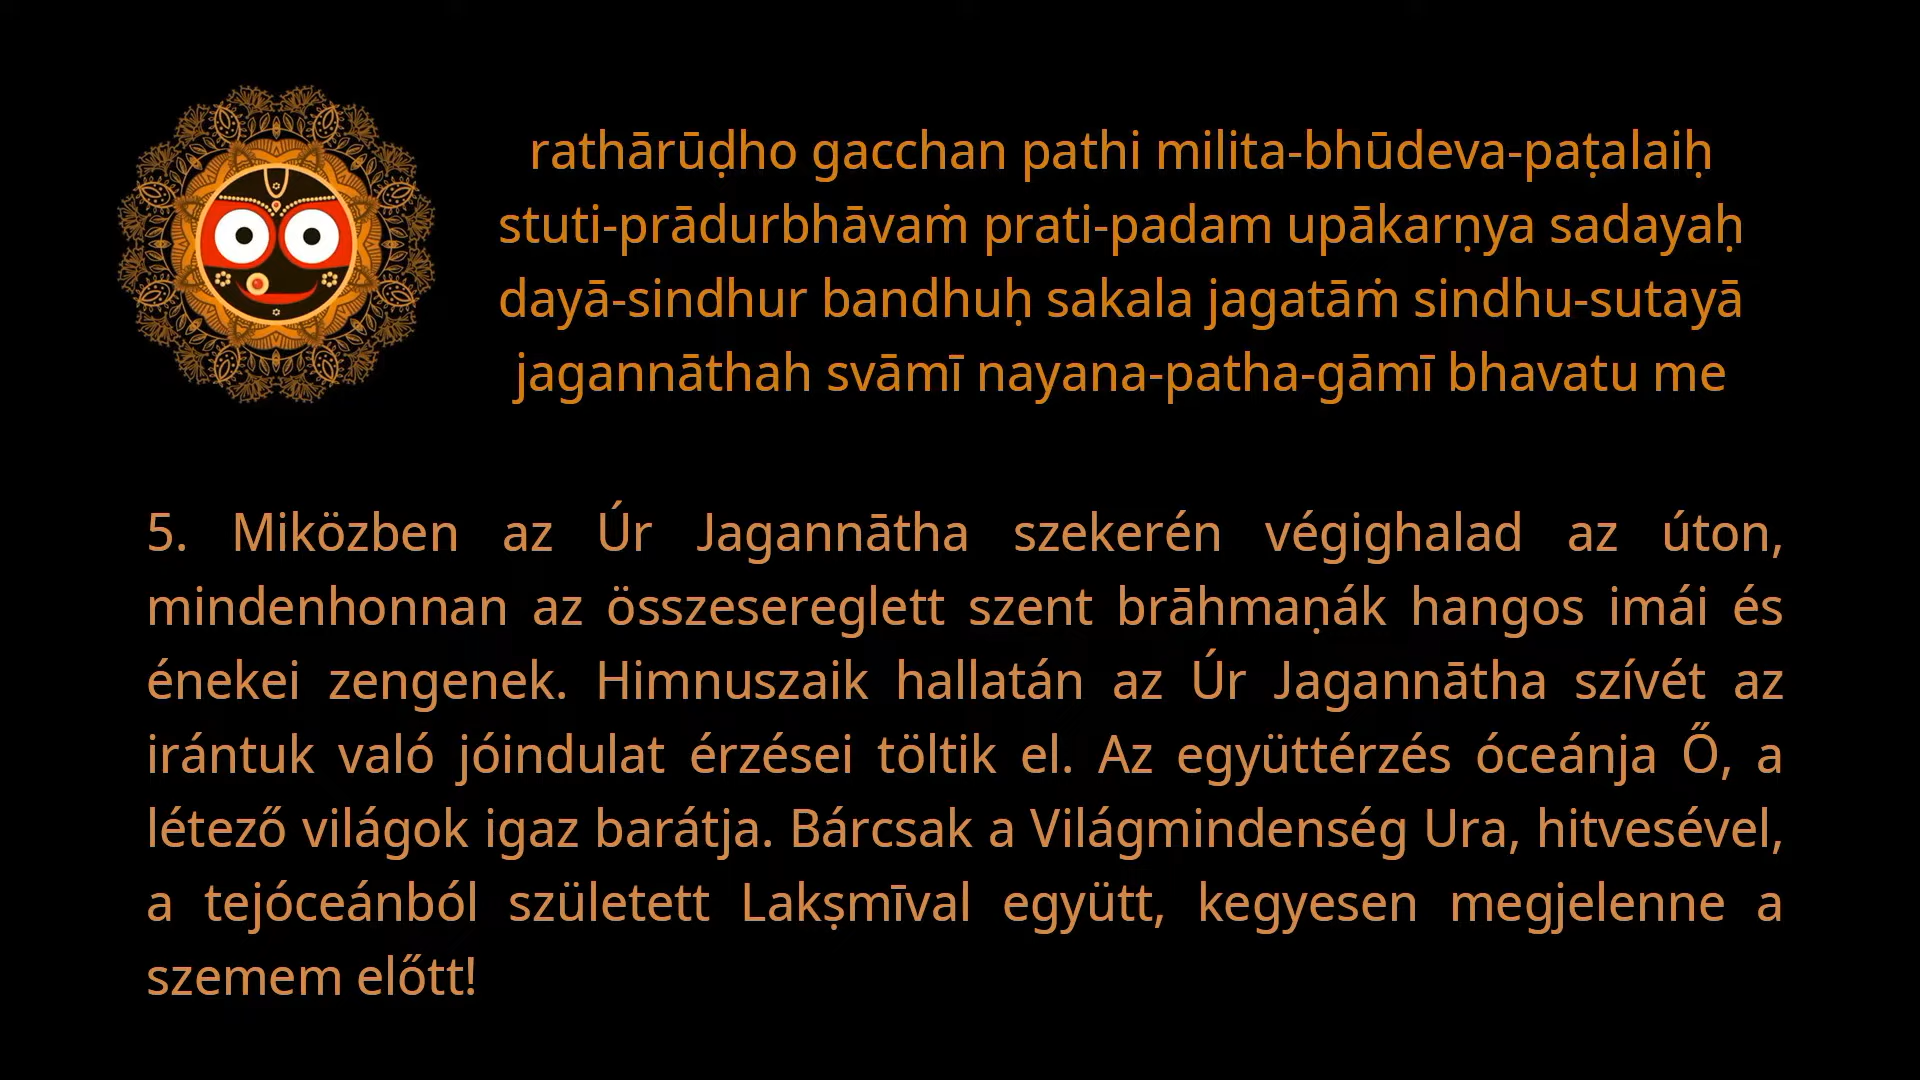 rathārūḍho gacchan pathi milita-bhūdeva-paṭalaiḥ
stuti-prādurbhāvaṁ prati-padam upākarṇya sadayaḥ
dayā-sindhur bandhuḥ sakala jagatāṁ sindhu-sutayā
jagannāthah svāmī nayana-patha-gāmī bhavatu me
5. Miközben az Úr Jagannātha szekerén végighalad az úton,
mindenhonnan az összesereglett szent brāhmaṇák hangos imái és
énekei zengenek. Himnuszaik hallatán az Úr Jagannātha szívét az
irántuk való jóindulat érzései töltik el. Az együttérzés óceánja Ő, a
létező világok igaz barátja. Bárcsak a Világmindenség Ura, hitvesével,
a tejóceánból született Lakṣmīval együtt, kegyesen megjelenne a
szemem előtt!